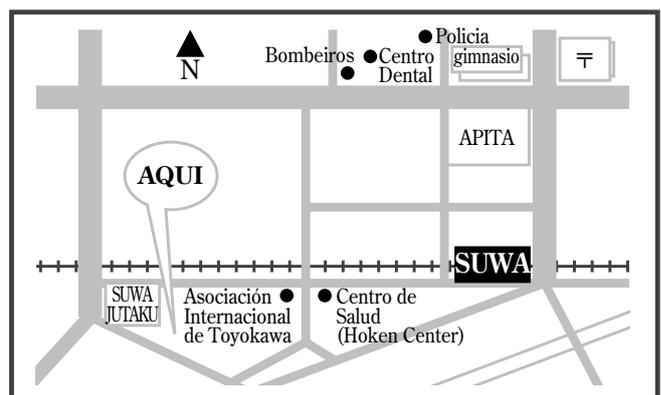 Policia
Bombeiros
Centro
Dental
gimnasio
〒
N
APITA
AQUI
SUWA
SUWA
JUTAKU
Asociación
Internacional
de Toyokawa
Centro de
Salud
(Hoken Center)